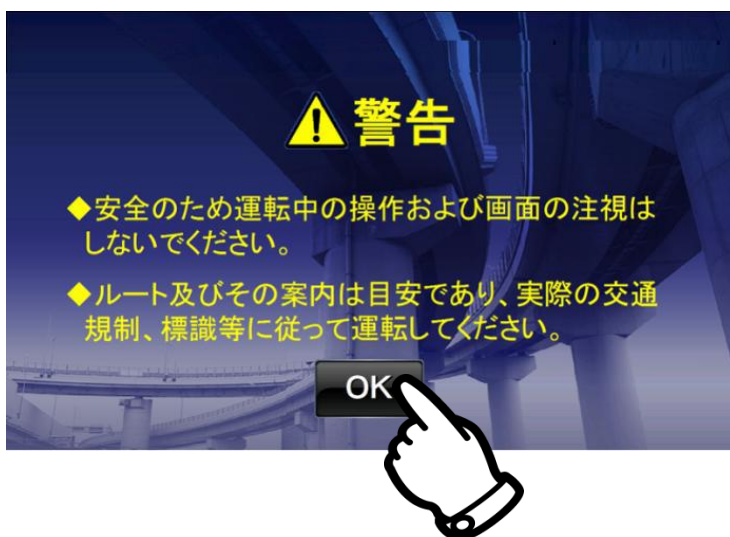 警告
◆安全のため運転中の操作および画面の注視は
しないでください。
◆ルート及びその案内は目安であり、実際の交通
規制、標識等に従って運転してください。
OK